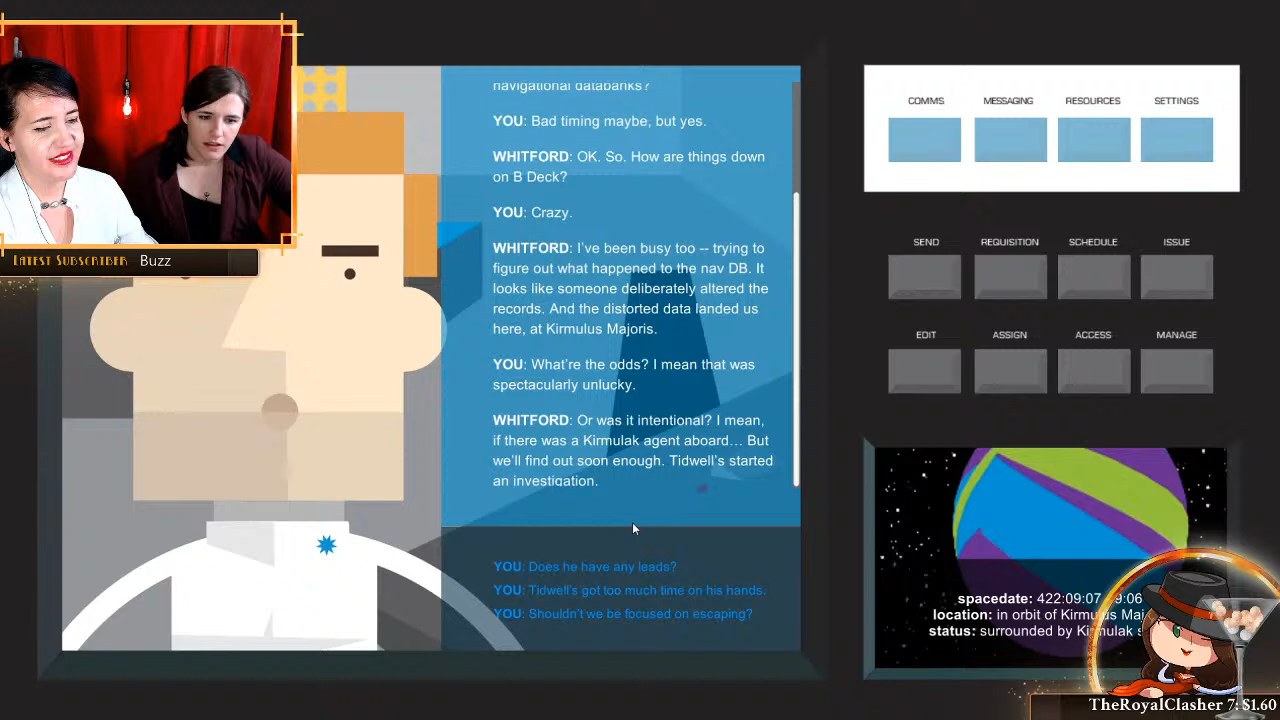 LATEST SUBSCRIBER Buzz
navigational databanks?
YOU: Bad timing maybe, but yes.
WHITFORD: OK. So. How are things down
on B Deck?
YOU: Crazy.
WHITFORD: I've been busy too -- trying to
figure out what happened to the nav DB. It
looks like someone deliberately altered the
records. And the distorted data landed us
here, at Kirmulus Majoris.
YOU: What're the odds? I mean that was
spectacularly unlucky.
WHITFORD: Or was it intentional? I mean,
if there was a Kirmulak agent aboard… But
we'll find out soon enough. Tidwell's started
an investigation.
YOU: Does he have any leads?
YOU: Tidwell's got too much time on his hands.
YOU: Shouldn't we be focused on escaping?
COMMS MESSAGING RESOURCES SETTINGS
SEND REQUISITION SCHEDULE ISSUE
EDIT ASSIGN ACCESS MANAGE
spacedate: 422:09:07
location: in orbit of Kirmulus
status: surrounded by Kirmulak
TheRoyalClasher 7: $1.60